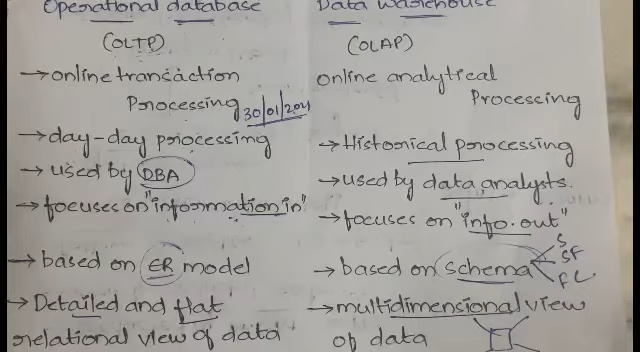 Operational database
(OLTP)
→online transaction
Processing 30/01/2021
→day-day processing
→used by DBA
→focuses on "information in"
→based on ER model
→Detailed and flat
relational view of data
Data Warehouse
(OLAP)
online analytical
Processing
→Historical processing
→used by data analysts.
→focuses on "info.out"
→based on schema S
SF
FC
→multidimensional view
of data